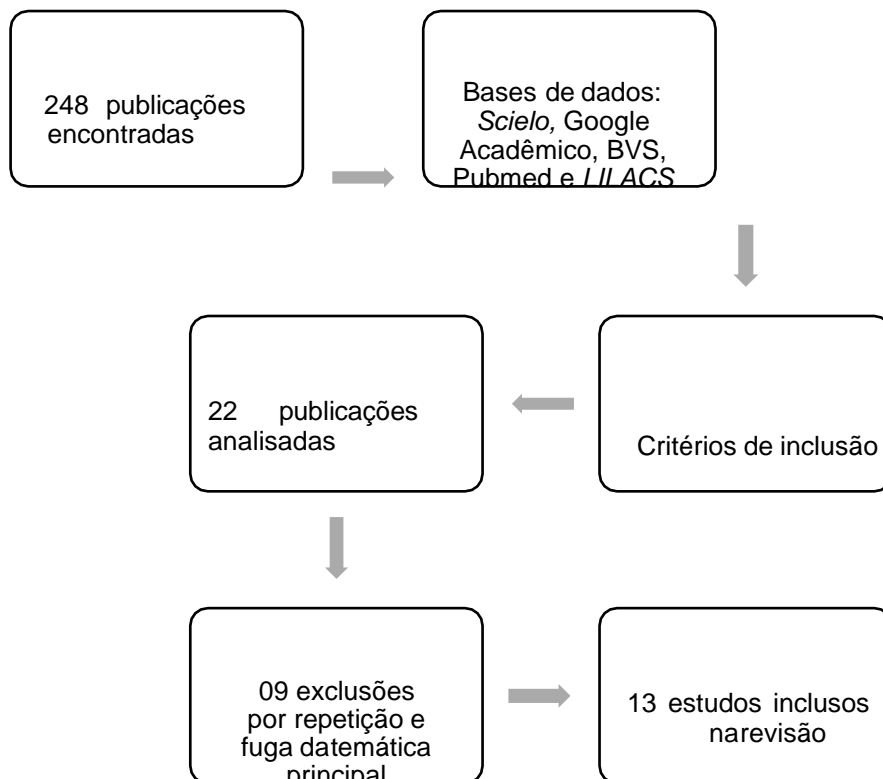 248 publicações
encontradas
Bases de dados:
Scielo, Google
Acadêmico, BVS,
Pubmed e LILACS
Critérios de inclusão
22 publicações
analisadas
09 exclusões
por repetição e
fuga datemática
principal
13 estudos inclusos
narevisão